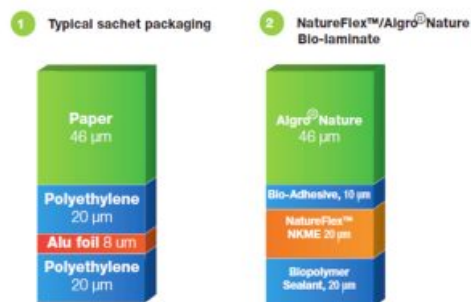 1 Typical sachet packaging
Paper
46 µm
Polyethylene
20 µm
Alu foil 8 um
Polyethylene
20 µm
2 NatureFlex™/Algro®Nature
Bio-laminate
Algro®Nature
46 µm
Bio-Adhesive, 10 µm
NatureFlex™
NKME 20 µm
Biopolymer
Sealant, 20 µm